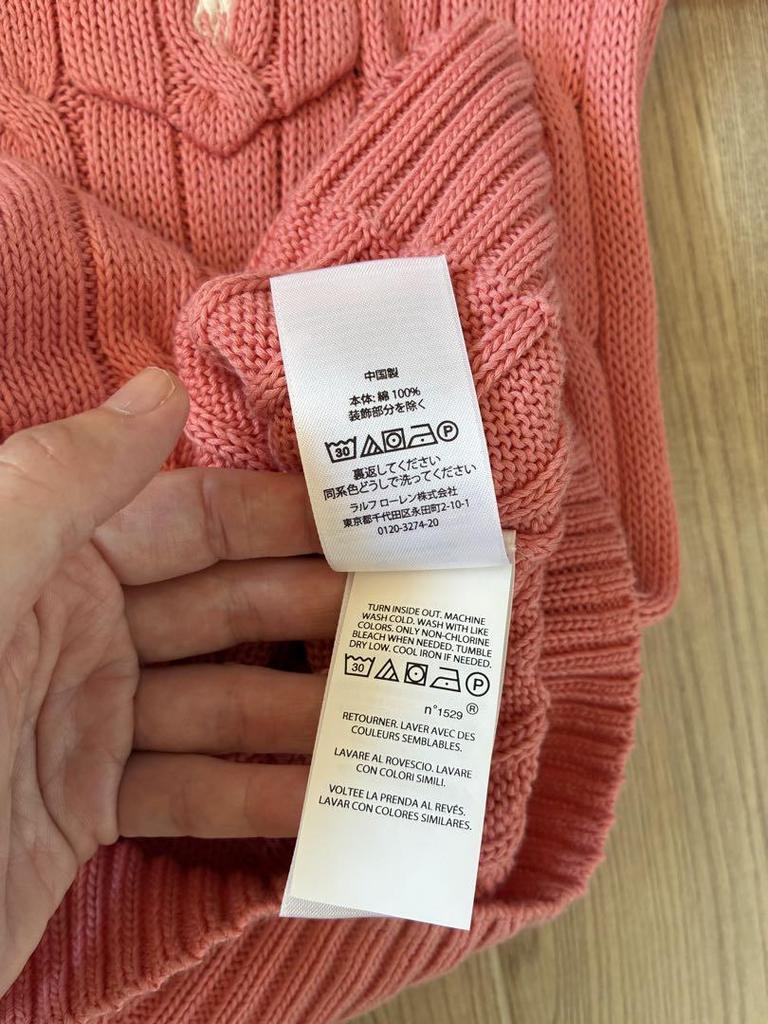 中国製
本体: 綿 100%
装飾部分を除く
30 P
裏返してください
同系色どうしで洗ってください
ラルフ ローレン株式会社
東京都千代田区永田町2-10-1
0120-3274-20
TURN INSIDE OUT. MACHINE
WASH COLD. WASH WITH LIKE
COLORS. ONLY NON-CHLORINE
BLEACH WHEN NEEDED. TUMBLE
DRY LOW. COOL IRON IF NEEDED.
30 P
n°1529 ®
RETOURNER. LAVER AVEC DES
COULEURS SEMBLABLES.
LAVARE AL ROVESCIO. LAVARE
CON COLORI SIMILI.
VOLTEE LA PRENDA AL REVÉS.
LAVAR CON COLORES SIMILARES.